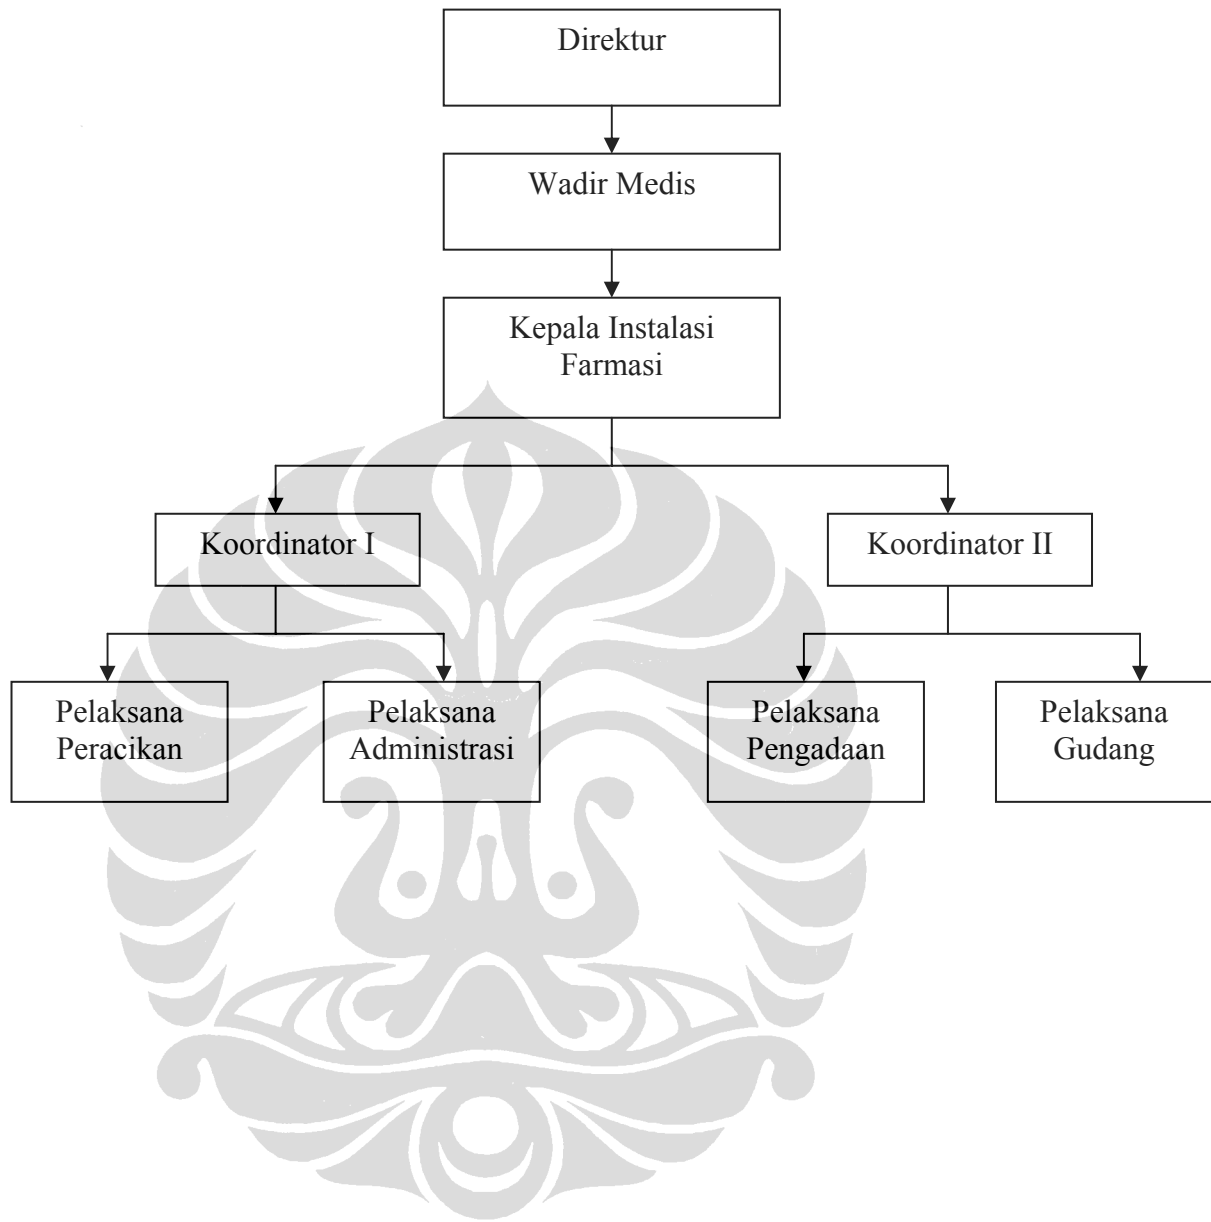 Direktur
Wadir Medis
Kepala Instalasi
Farmasi
Koordinator I
Koordinator II
Pelaksana
Peracikan
Pelaksana
Administrasi
Pelaksana
Pengadaan
Pelaksana
Gudang